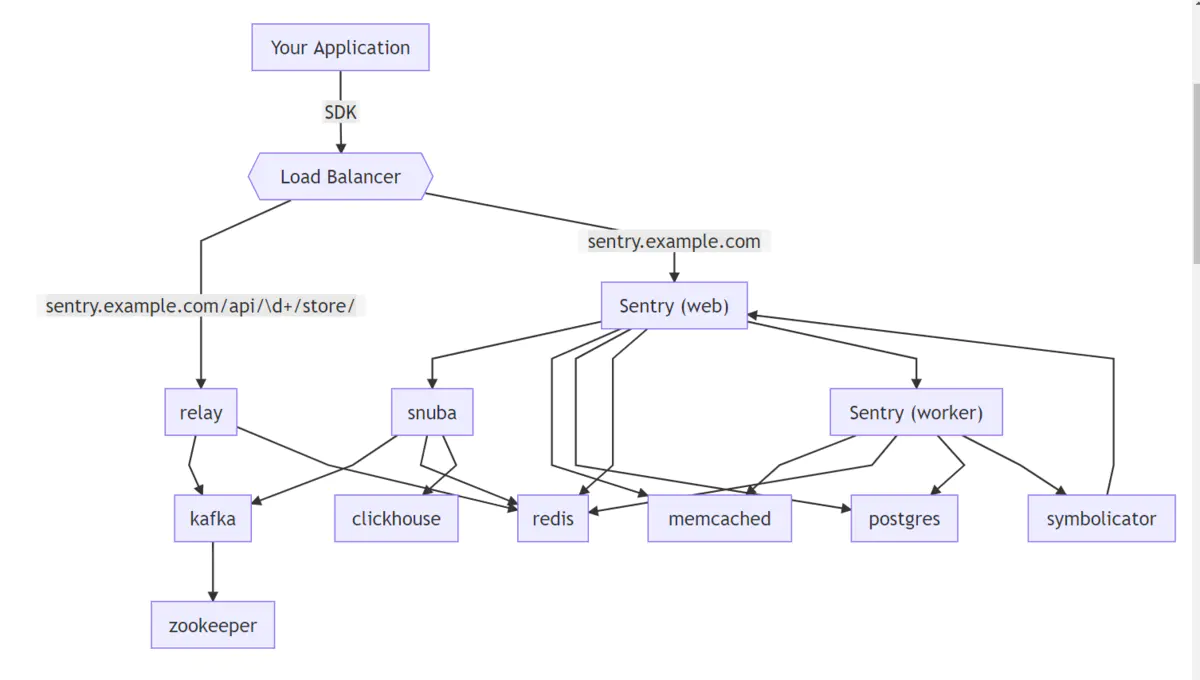 Your Application
SDK
Load Balancer
sentry.example.com
sentry.example.com/api/\d+/store/
Sentry (web)
relay
snuba
Sentry (worker)
kafka
clickhouse
redis
memcached
postgres
symbolicator
zookeeper